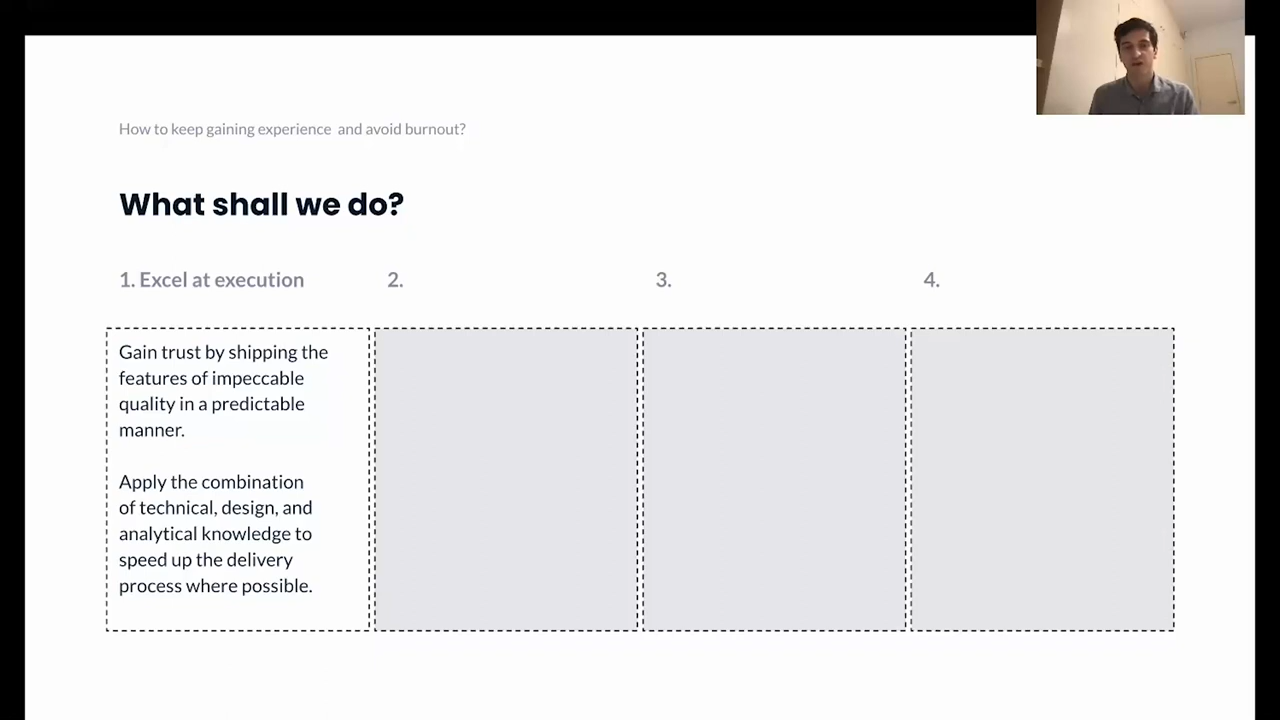 How to keep gaining experience and avoid burnout?
What shall we do?
1. Excel at execution
2.
3.
4.
Gain trust by shipping the
features of impeccable
quality in a predictable
manner.
Apply the combination
of technical, design, and
analytical knowledge to
speed up the delivery
process where possible.